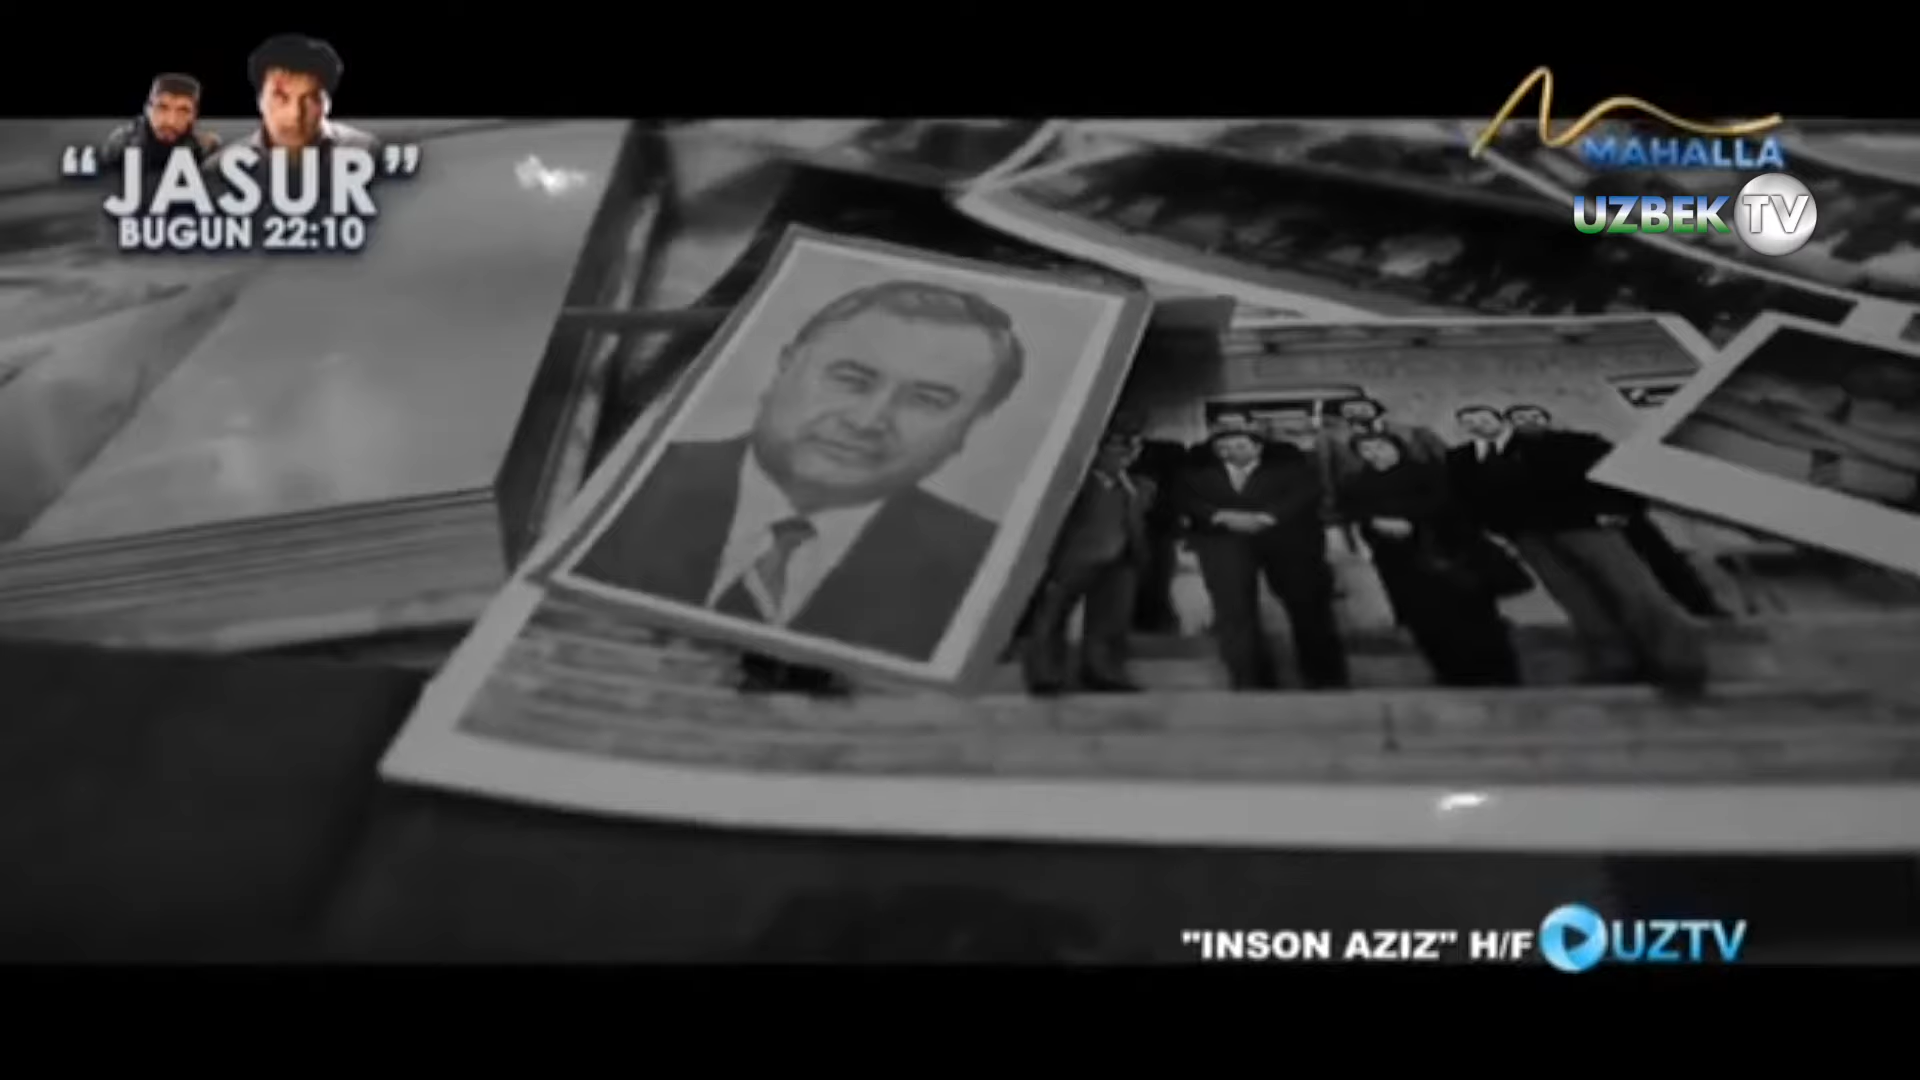 "JASUR"
BUGUN 22:10
MAHALLA
UZBEK TV
"INSON AZIZ" H/F
UZTV